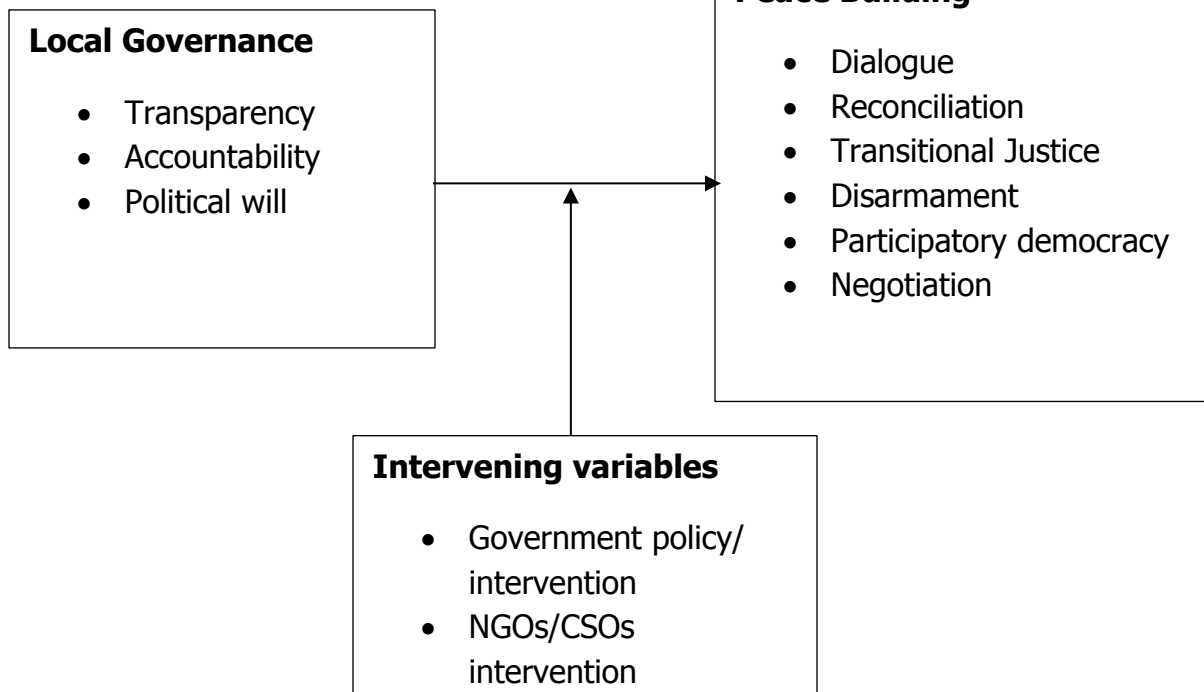 Peace Building
Local Governance
• Transparency
• Accountability
• Political will
• Dialogue
• Reconciliation
• Transitional Justice
• Disarmament
• Participatory democracy
• Negotiation
Intervening variables
• Government policy/
intervention
• NGOs/CSOs
intervention